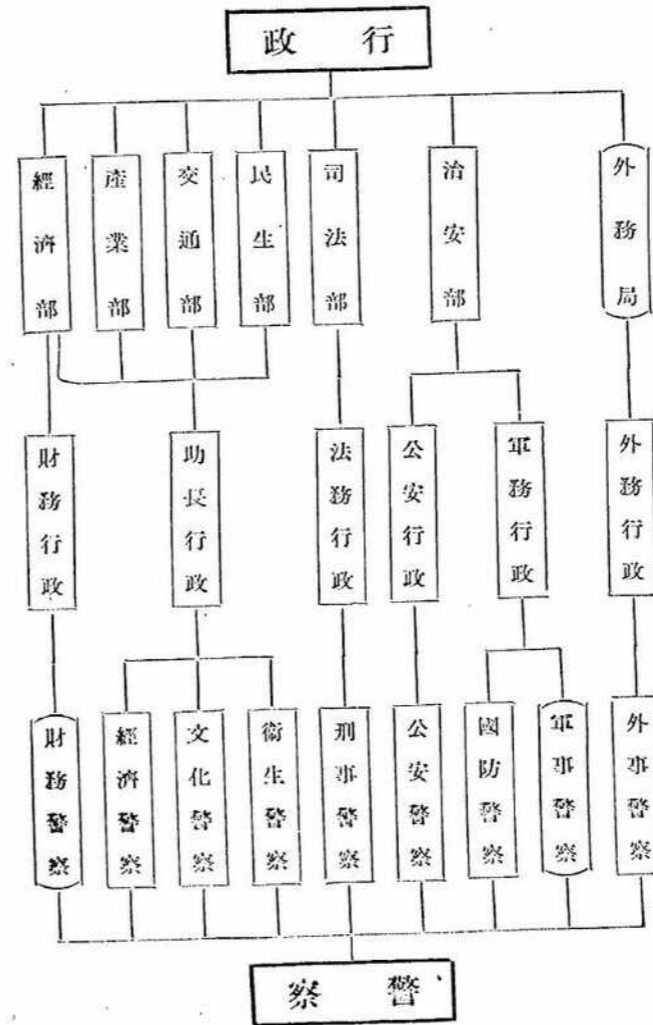 行政
外務局
治安部
司法部
民生部
交通部
產業部
經濟部
外務行政
軍務行政
公安行政
法務行政
助長行政
財務行政
外事警察
軍事警察
國防警察
公安警察
刑事警察
衞生警察
文化警察
經濟警察
財務警察
警察